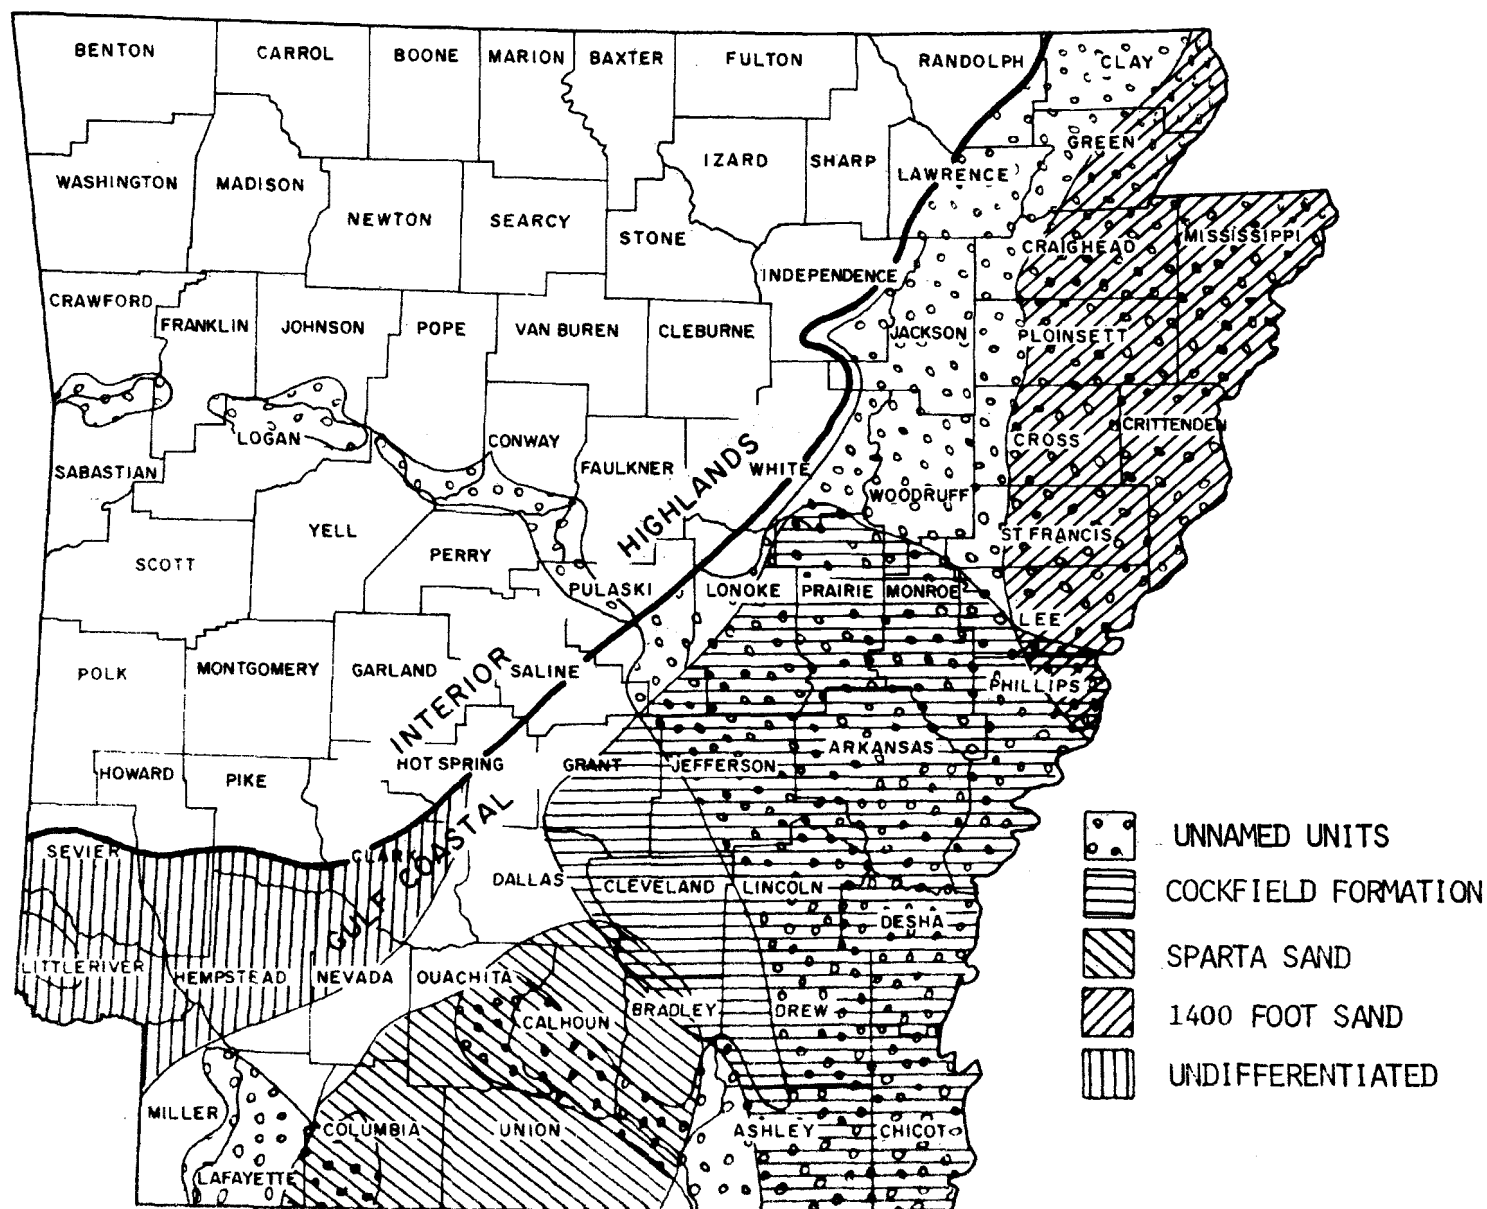 BENTON CARROL BOONE MARION BAXTER FULTON RANDOLPH CLAY
GREEN
IZARD SHARP
LAWRENCE
WASHINGTON MADISON
NEWTON SEARCY
STONE
CRAIGHEAD MISSISSIPPI
INDEPENDENCE
CRAWFORD
FRANKLIN JOHNSON POPE VAN BUREN CLEBURNE JACKSON PLOINSETT
LOGAN CONWAY CROSS CRITTENDEN
SABASTIAN FAULKNER WHITE
WOODRUFF
YELL HIGHLANDS ST FRANCIS
SCOTT PERRY
PULASKI LONOKE PRAIRIE MONROE
LEE
POLK MONTGOMERY GARLAND SALINE
PHILLIPS
INTERIOR
ARKANSAS
HOWARD PIKE HOT SPRING GRANT JEFFERSON
SEVIER CLARK
GULF COASTAL
DALLAS CLEVELAND LINCOLN
DESHA
LITTLERIVER HEMPSTEAD NEVADA OUACHITA
CALHOUN BRADLEY DREW
MILLER COLUMBIA UNION ASHLEY CHICOT
LAFAYETTE
UNNAMED UNITS
COCKFIELD FORMATION
SPARTA SAND
1400 FOOT SAND
UNDIFFERENTIATED